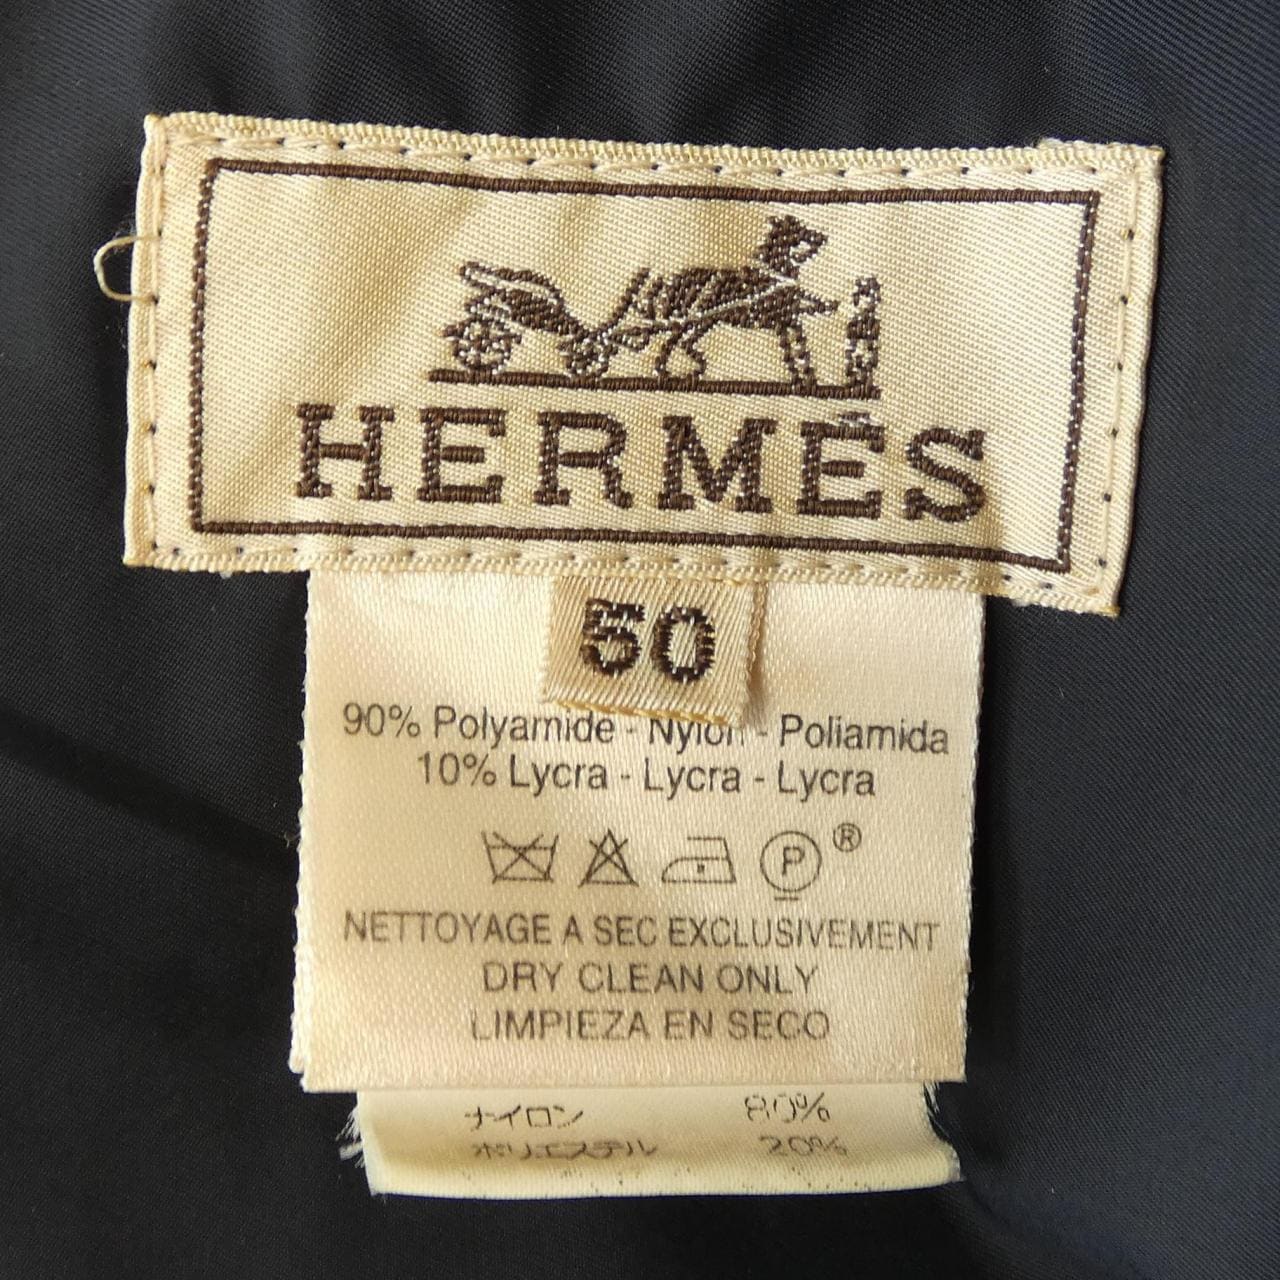 HERMÈS
50
90% Polyamide - Nylon - Poliamida
10% Lycra - Lycra - Lycra
P ®
NETTOYAGE A SEC EXCLUSIVEMENT
DRY CLEAN ONLY
LIMPIEZA EN SECO
ナイロン 80%
ポリエステル 20%